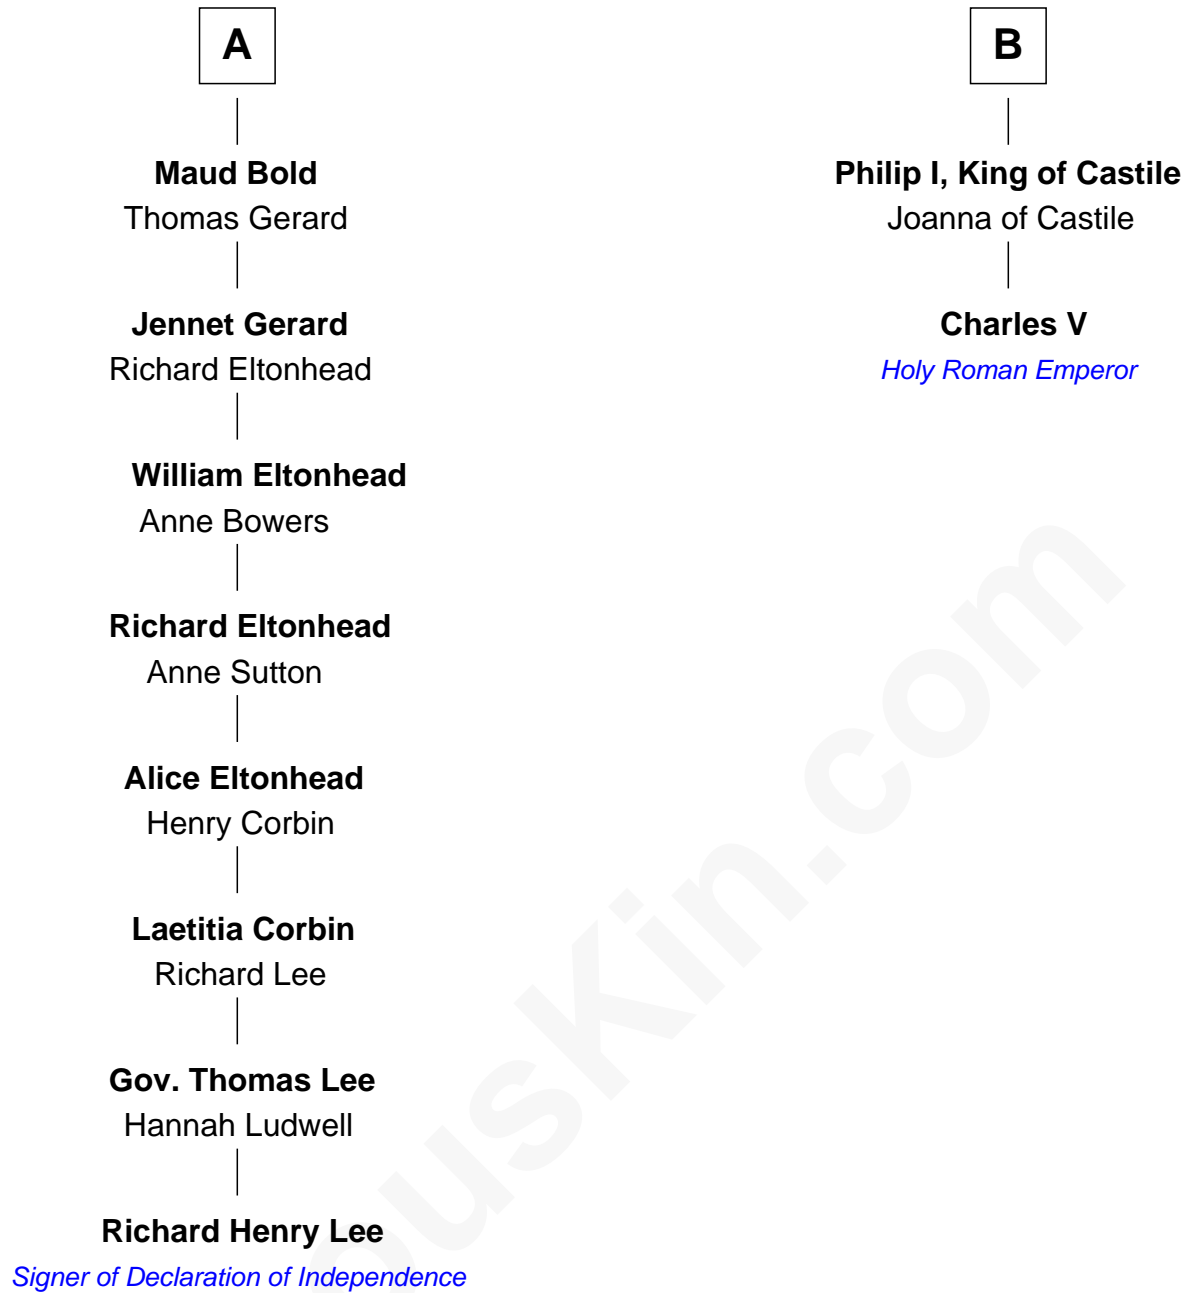 A
Maud Bold
Thomas Gerard
Jennet Gerard
Richard Eltonhead
William Eltonhead
Anne Bowers
Richard Eltonhead
Anne Sutton
Alice Eltonhead
Henry Corbin
Laetitia Corbin
Richard Lee
Gov. Thomas Lee
Hannah Ludwell
Richard Henry Lee
Signer of Declaration of Independence
B
Philip I, King of Castile
Joanna of Castile
Charles V
Holy Roman Emperor
ousKin.com